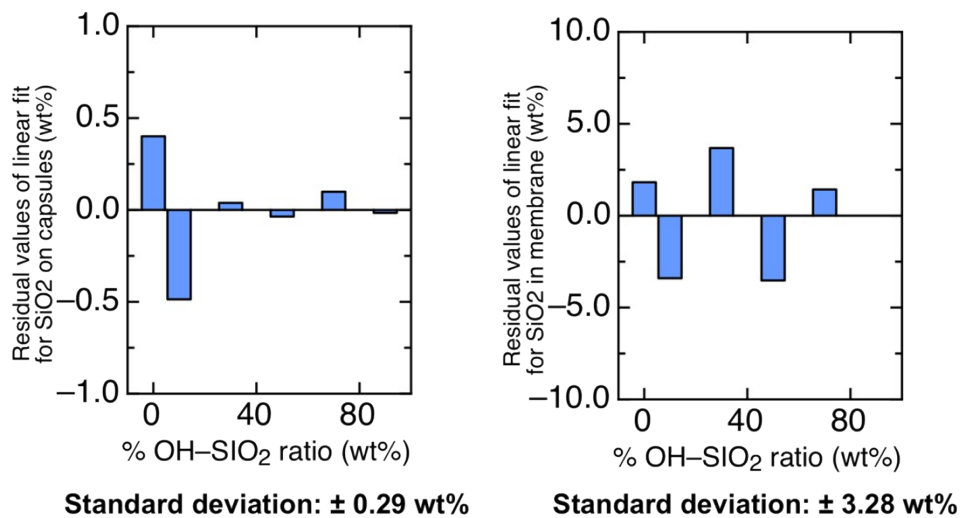 Residual values of linear fit
for SiO2 on capsules (wt%)
1.0
0.5
0.0
−0.5
−1.0
0
40
80
% OH–SIO₂ ratio (wt%)
Standard deviation: ± 0.29 wt%
Residual values of linear fit
for SiO2 in membrane (wt%)
10.0
5.0
0.0
−5.0
−10.0
0
40
80
% OH–SIO₂ ratio (wt%)
Standard deviation: ± 3.28 wt%